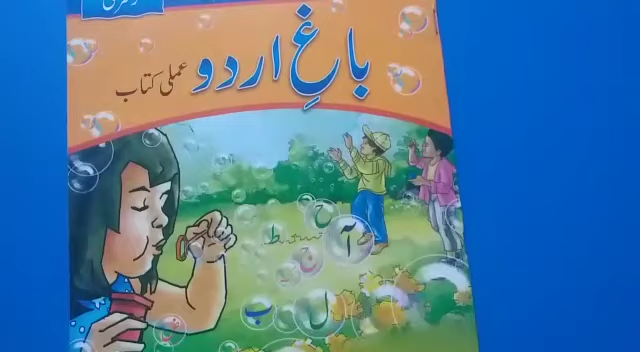 باغِ اردو
عملی کتاب
ح
ط
س
آ
ج
ب
ل